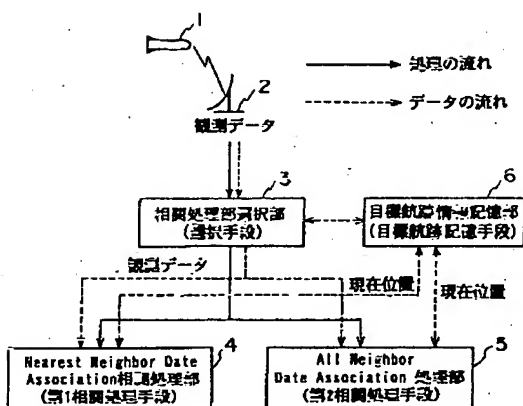 1
処理の流れ
2
データの流れ
観測データ
3
6
相関処理部選択部
(選択手段)
目標航跡情報記憶部
(目標航跡記憶手段)
観測データ
現在位置
現在位置
4
5
Nearest Neighbor Date
Association相関処理部
(第1相関処理手段)
All Neighbor
Date Association 処理部
(第2相関処理手段)